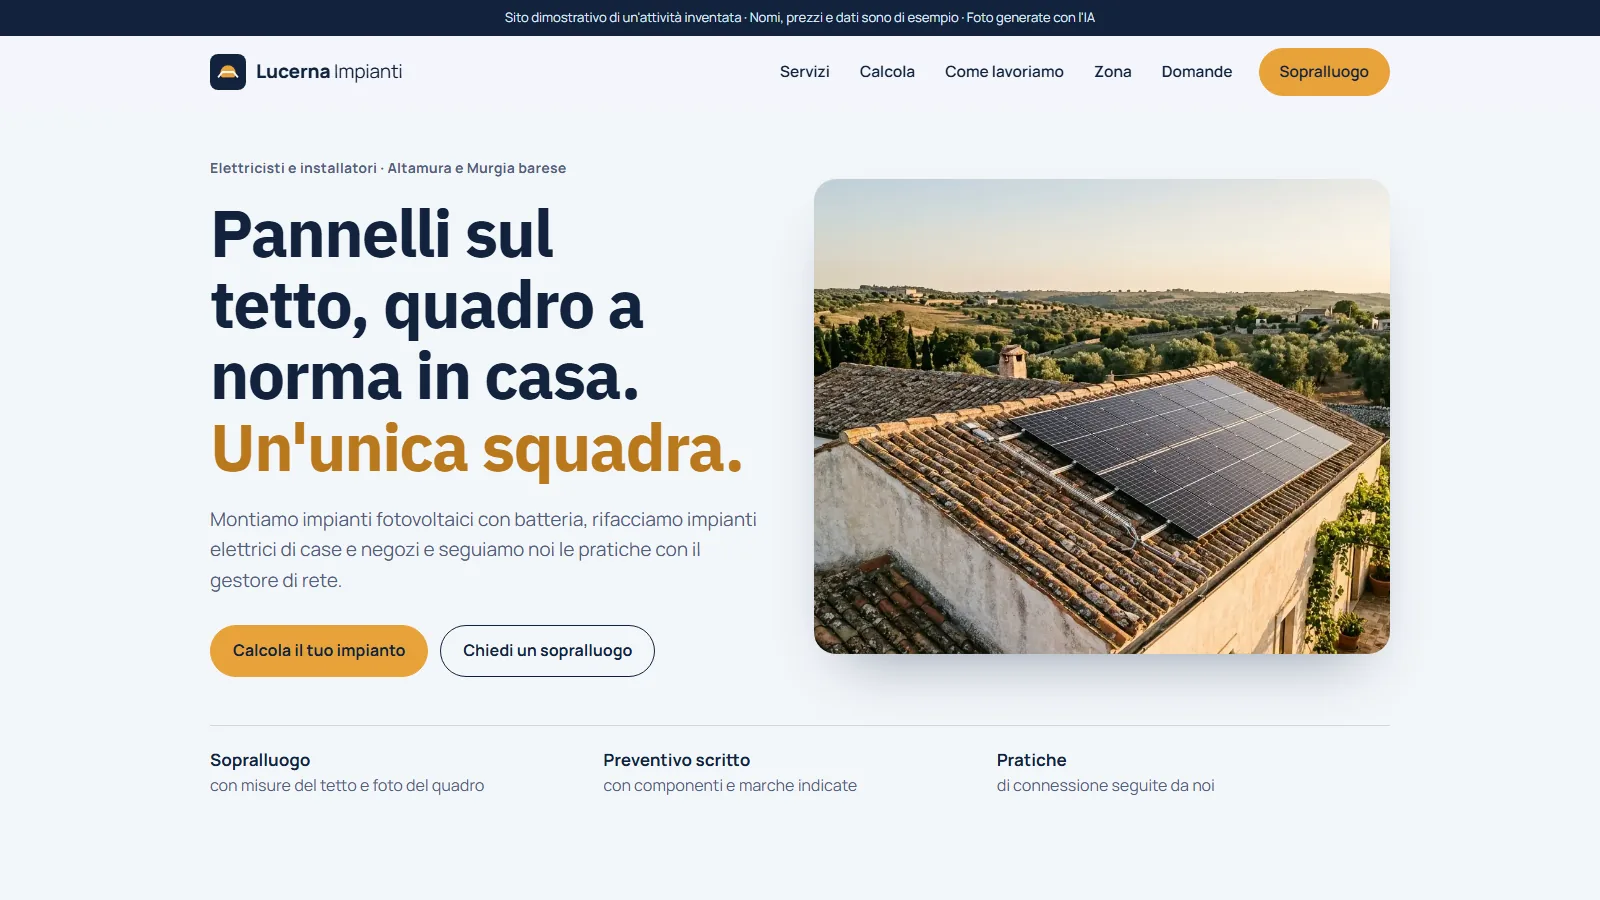 Sito dimostrativo di un'attività inventata · Nomi, prezzi e dati sono di esempio · Foto generate con l'IA
Lucerna Impianti
Servizi
Calcola
Come lavoriamo
Zona
Domande
Sopralluogo
Elettricisti e installatori · Altamura e Murgia barese
Pannelli sul
tetto, quadro a
norma in casa.
Un'unica squadra.
Montiamo impianti fotovoltaici con batteria, rifacciamo impianti
elettrici di case e negozi e seguiamo noi le pratiche con il
gestore di rete.
Calcola il tuo impianto
Chiedi un sopralluogo
Sopralluogo
con misure del tetto e foto del quadro
Preventivo scritto
con componenti e marche indicate
Pratiche
di connessione seguite da noi